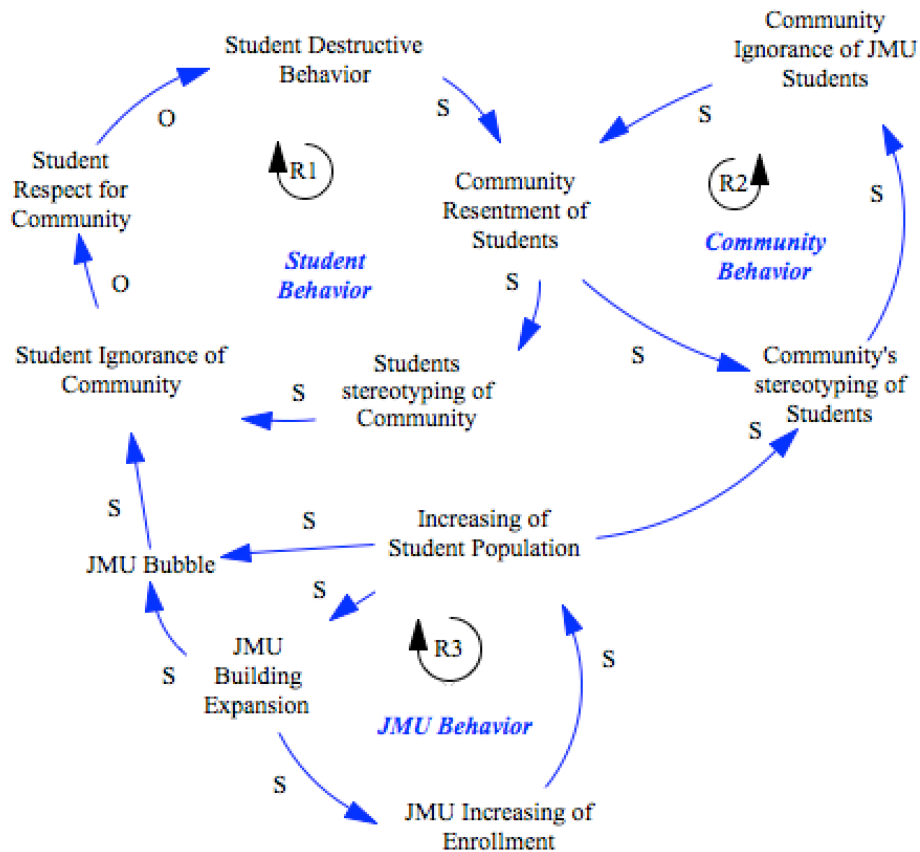 Student Destructive
Behavior
Community
Ignorance of JMU
Students
S
S
O
Student
Respect for
Community
R1
Community
Resentment of
Students
R2
S
Student
Behavior
Community
Behavior
O
S
Student Ignorance of
Community
S
Students
stereotyping of
Community
S
Community's
stereotyping of
Students
S
S
S
Increasing of
Student Population
JMU Bubble
S
S
JMU
Building
Expansion
R3
S
JMU Behavior
S
JMU Increasing of
Enrollment